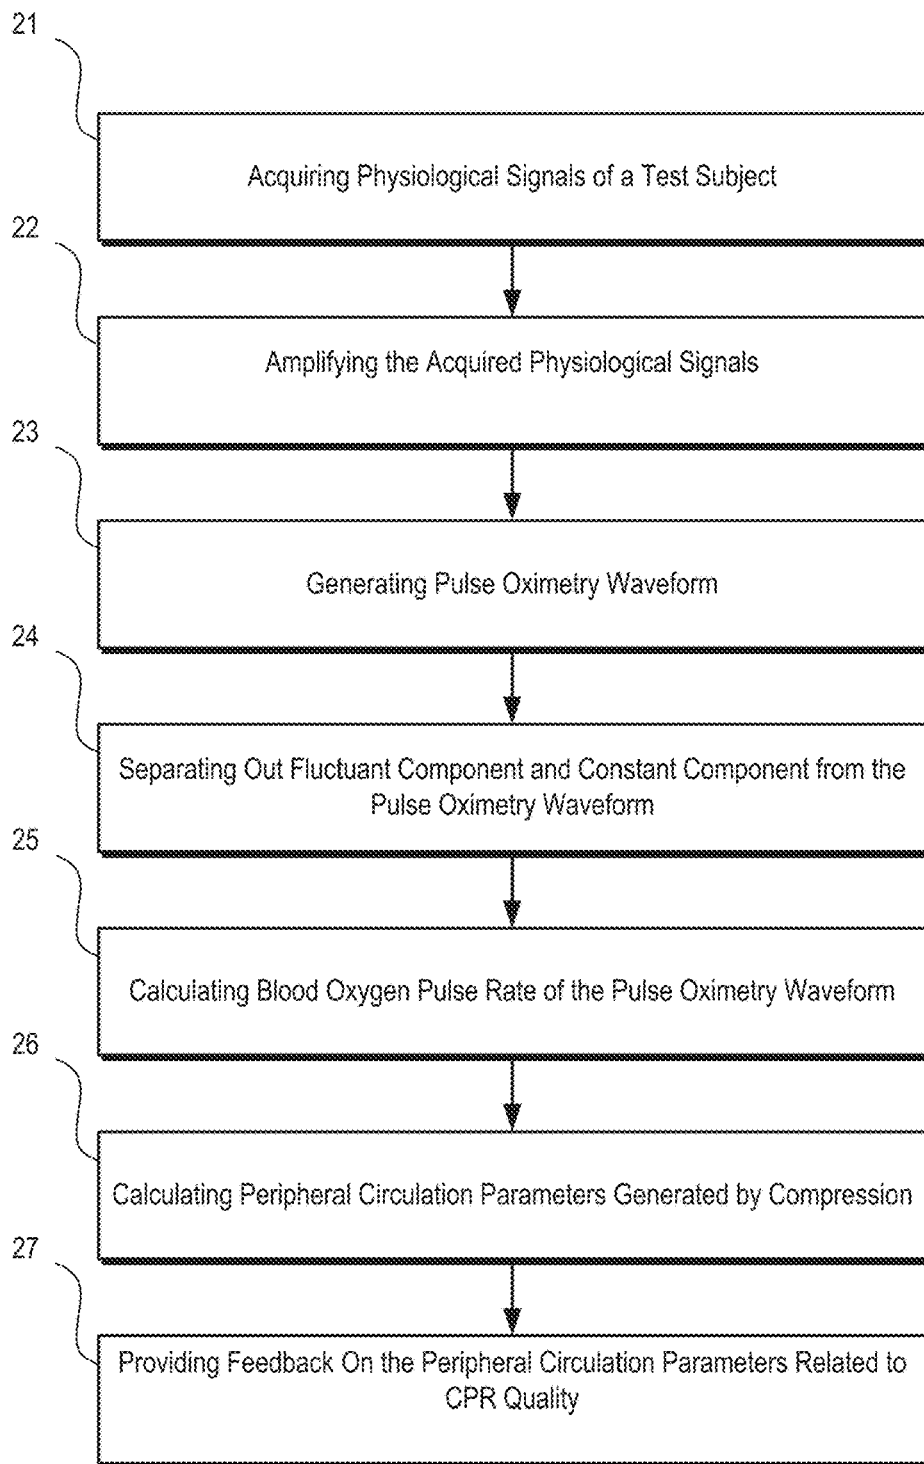 21
Acquiring Physiological Signals of a Test Subject
22
Amplifying the Acquired Physiological Signals
23
Generating Pulse Oximetry Waveform
24
Separating Out Fluctuant Component and Constant Component from the
Pulse Oximetry Waveform
25
Calculating Blood Oxygen Pulse Rate of the Pulse Oximetry Waveform
26
Calculating Peripheral Circulation Parameters Generated by Compression
27
Providing Feedback On the Peripheral Circulation Parameters Related to
CPR Quality